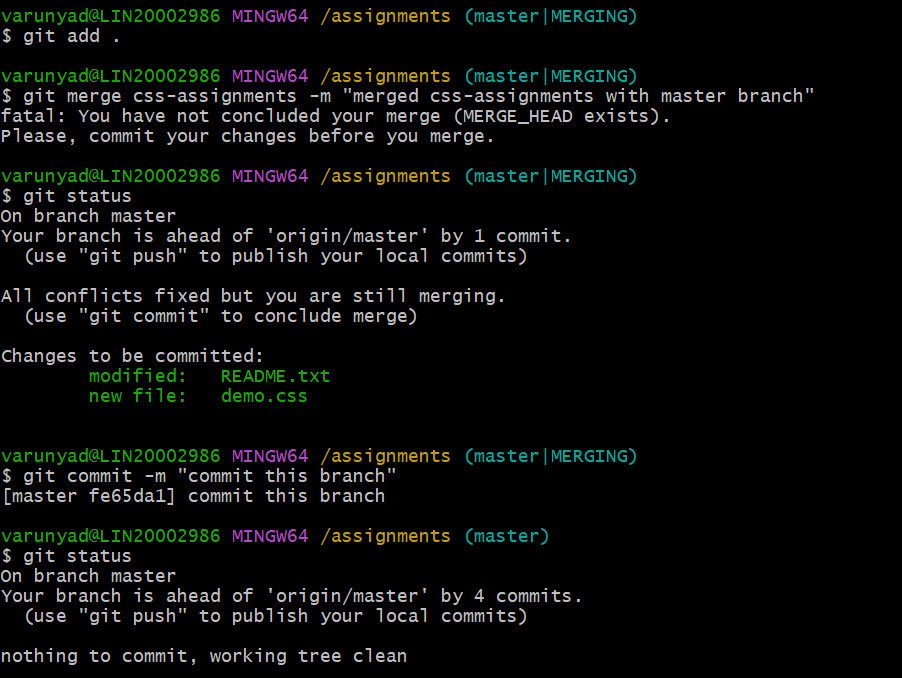 varunyad@LIN20002986 MINGW64 /assignments (master|MERGING)
$ git add .
varunyad@LIN20002986 MINGW64 /assignments (master|MERGING)
$ git merge css-assignments -m "merged css-assignments with master branch"
fatal: You have not concluded your merge (MERGE_HEAD exists).
Please, commit your changes before you merge.
varunyad@LIN20002986 MINGW64 /assignments (master|MERGING)
$ git status
On branch master
Your branch is ahead of 'origin/master' by 1 commit.
  (use "git push" to publish your local commits)
All conflicts fixed but you are still merging.
  (use "git commit" to conclude merge)
Changes to be committed:
        modified:   README.txt
        new file:   demo.css
varunyad@LIN20002986 MINGW64 /assignments (master|MERGING)
$ git commit -m "commit this branch"
[master fe65da1] commit this branch
varunyad@LIN20002986 MINGW64 /assignments (master)
$ git status
On branch master
Your branch is ahead of 'origin/master' by 4 commits.
  (use "git push" to publish your local commits)
nothing to commit, working tree clean